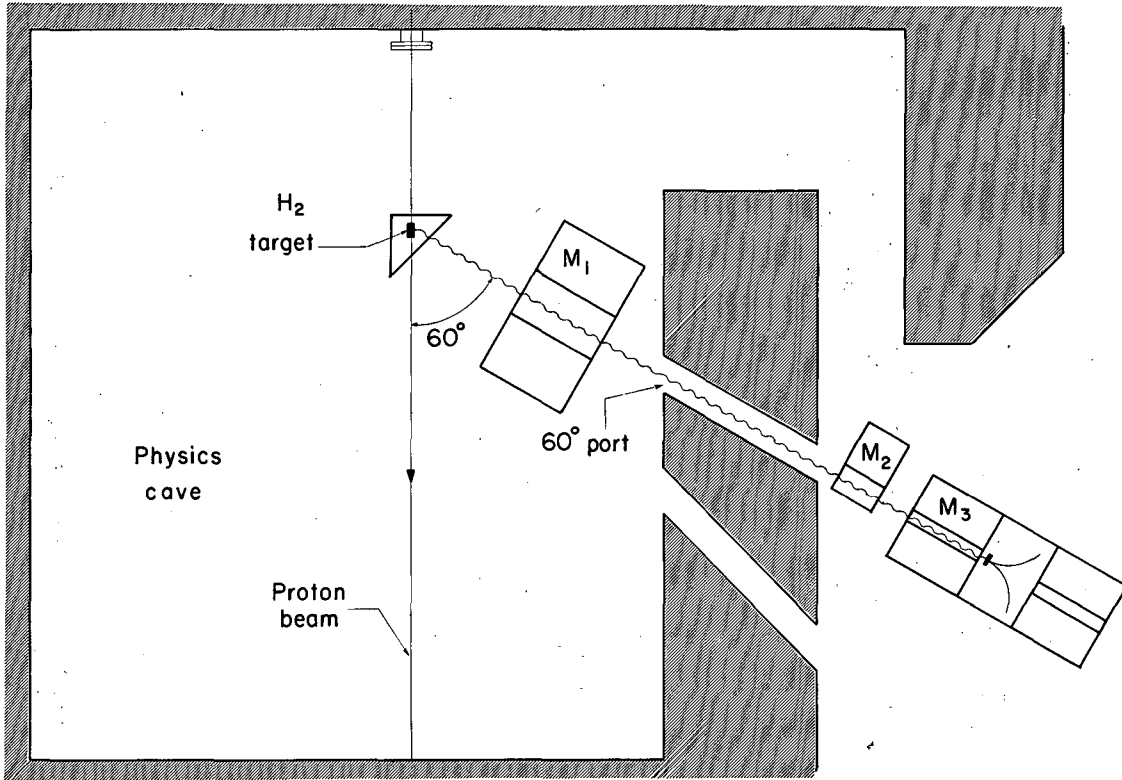 H₂
target
M₁
60°
60° port
M₂
M₃
Physics
cave
Proton
beam